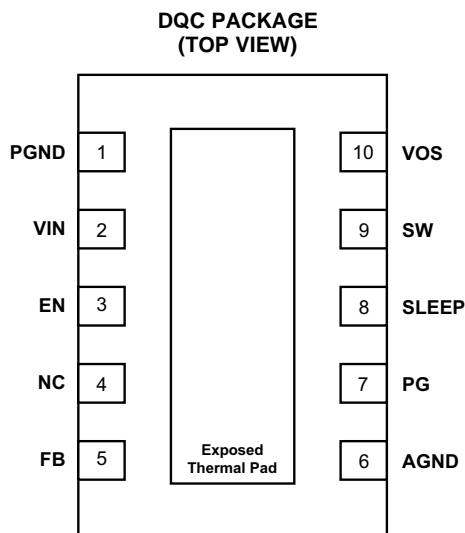 DQC PACKAGE
(TOP VIEW)
PGND 1 10 VOS
VIN 2 9 SW
EN 3 8 SLEEP
NC 4 7 PG
FB 5 6 AGND
Exposed
Thermal Pad